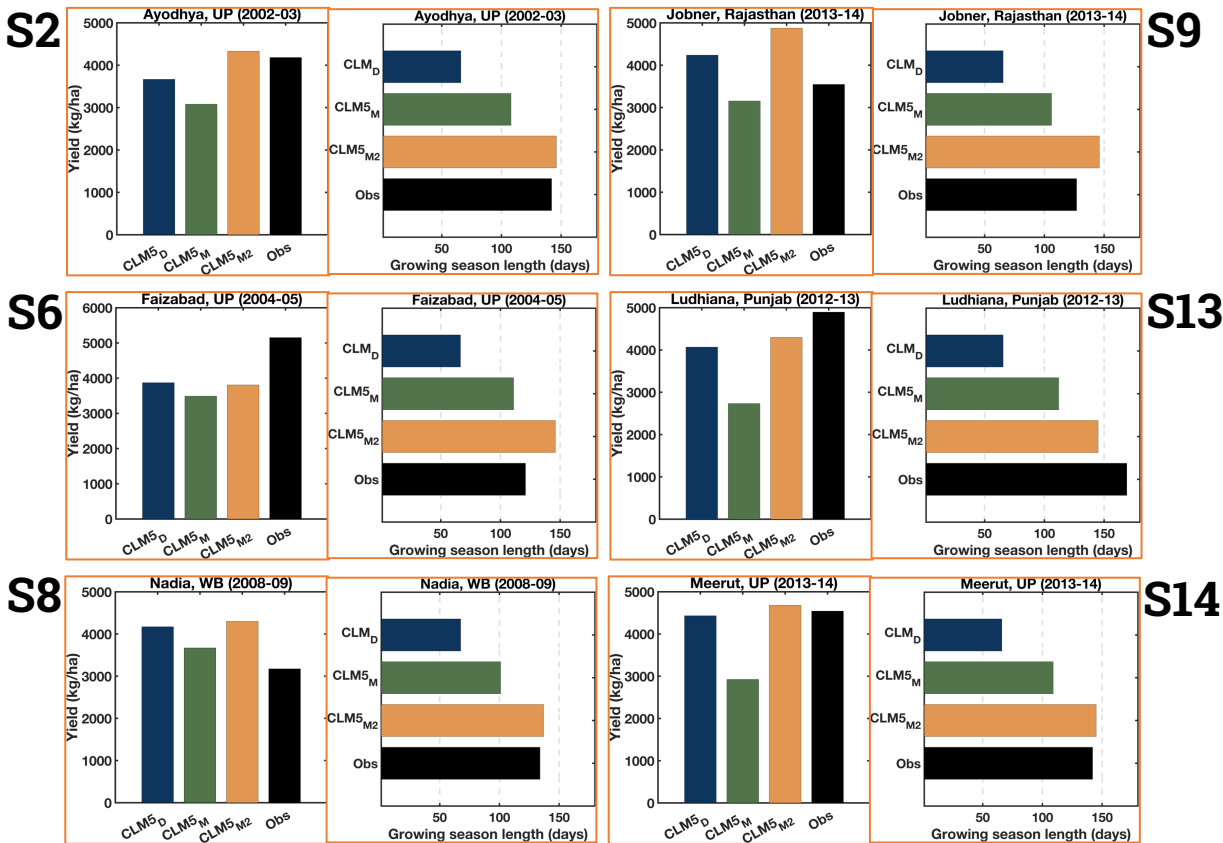 S2
Ayodhya, UP (2002-03)
Yield (kg/ha)
5000
4000
3000
2000
1000
0
CLM5D
CLM5M
CLM5M2
Obs
Ayodhya, UP (2002-03)
CLMD
CLM5M
CLM5M2
Obs
50
100
150
Growing season length (days)
S9
Jobner, Rajasthan (2013-14)
Yield (kg/ha)
5000
4000
3000
2000
1000
0
CLM5D
CLM5M
CLM5M2
Obs
Jobner, Rajasthan (2013-14)
CLMD
CLM5M
CLM5M2
Obs
50
100
150
Growing season length (days)
S6
Faizabad, UP (2004-05)
Yield (kg/ha)
6000
5000
4000
3000
2000
1000
0
CLM5D
CLM5M
CLM5M2
Obs
Faizabad, UP (2004-05)
CLMD
CLM5M
CLM5M2
Obs
50
100
150
Growing season length (days)
S13
Ludhiana, Punjab (2012-13)
Yield (kg/ha)
5000
4000
3000
2000
1000
0
CLM5D
CLM5M
CLM5M2
Obs
Ludhiana, Punjab (2012-13)
CLMD
CLM5M
CLM5M2
Obs
50
100
150
Growing season length (days)
S8
Nadia, WB (2008-09)
Yield (kg/ha)
5000
4000
3000
2000
1000
0
CLM5D
CLM5M
CLM5M2
Obs
Nadia, WB (2008-09)
CLMD
CLM5M
CLM5M2
Obs
50
100
150
Growing season length (days)
S14
Meerut, UP (2013-14)
Yield (kg/ha)
5000
4000
3000
2000
1000
0
CLM5D
CLM5M
CLM5M2
Obs
Meerut, UP (2013-14)
CLMD
CLM5M
CLM5M2
Obs
50
100
150
Growing season length (days)